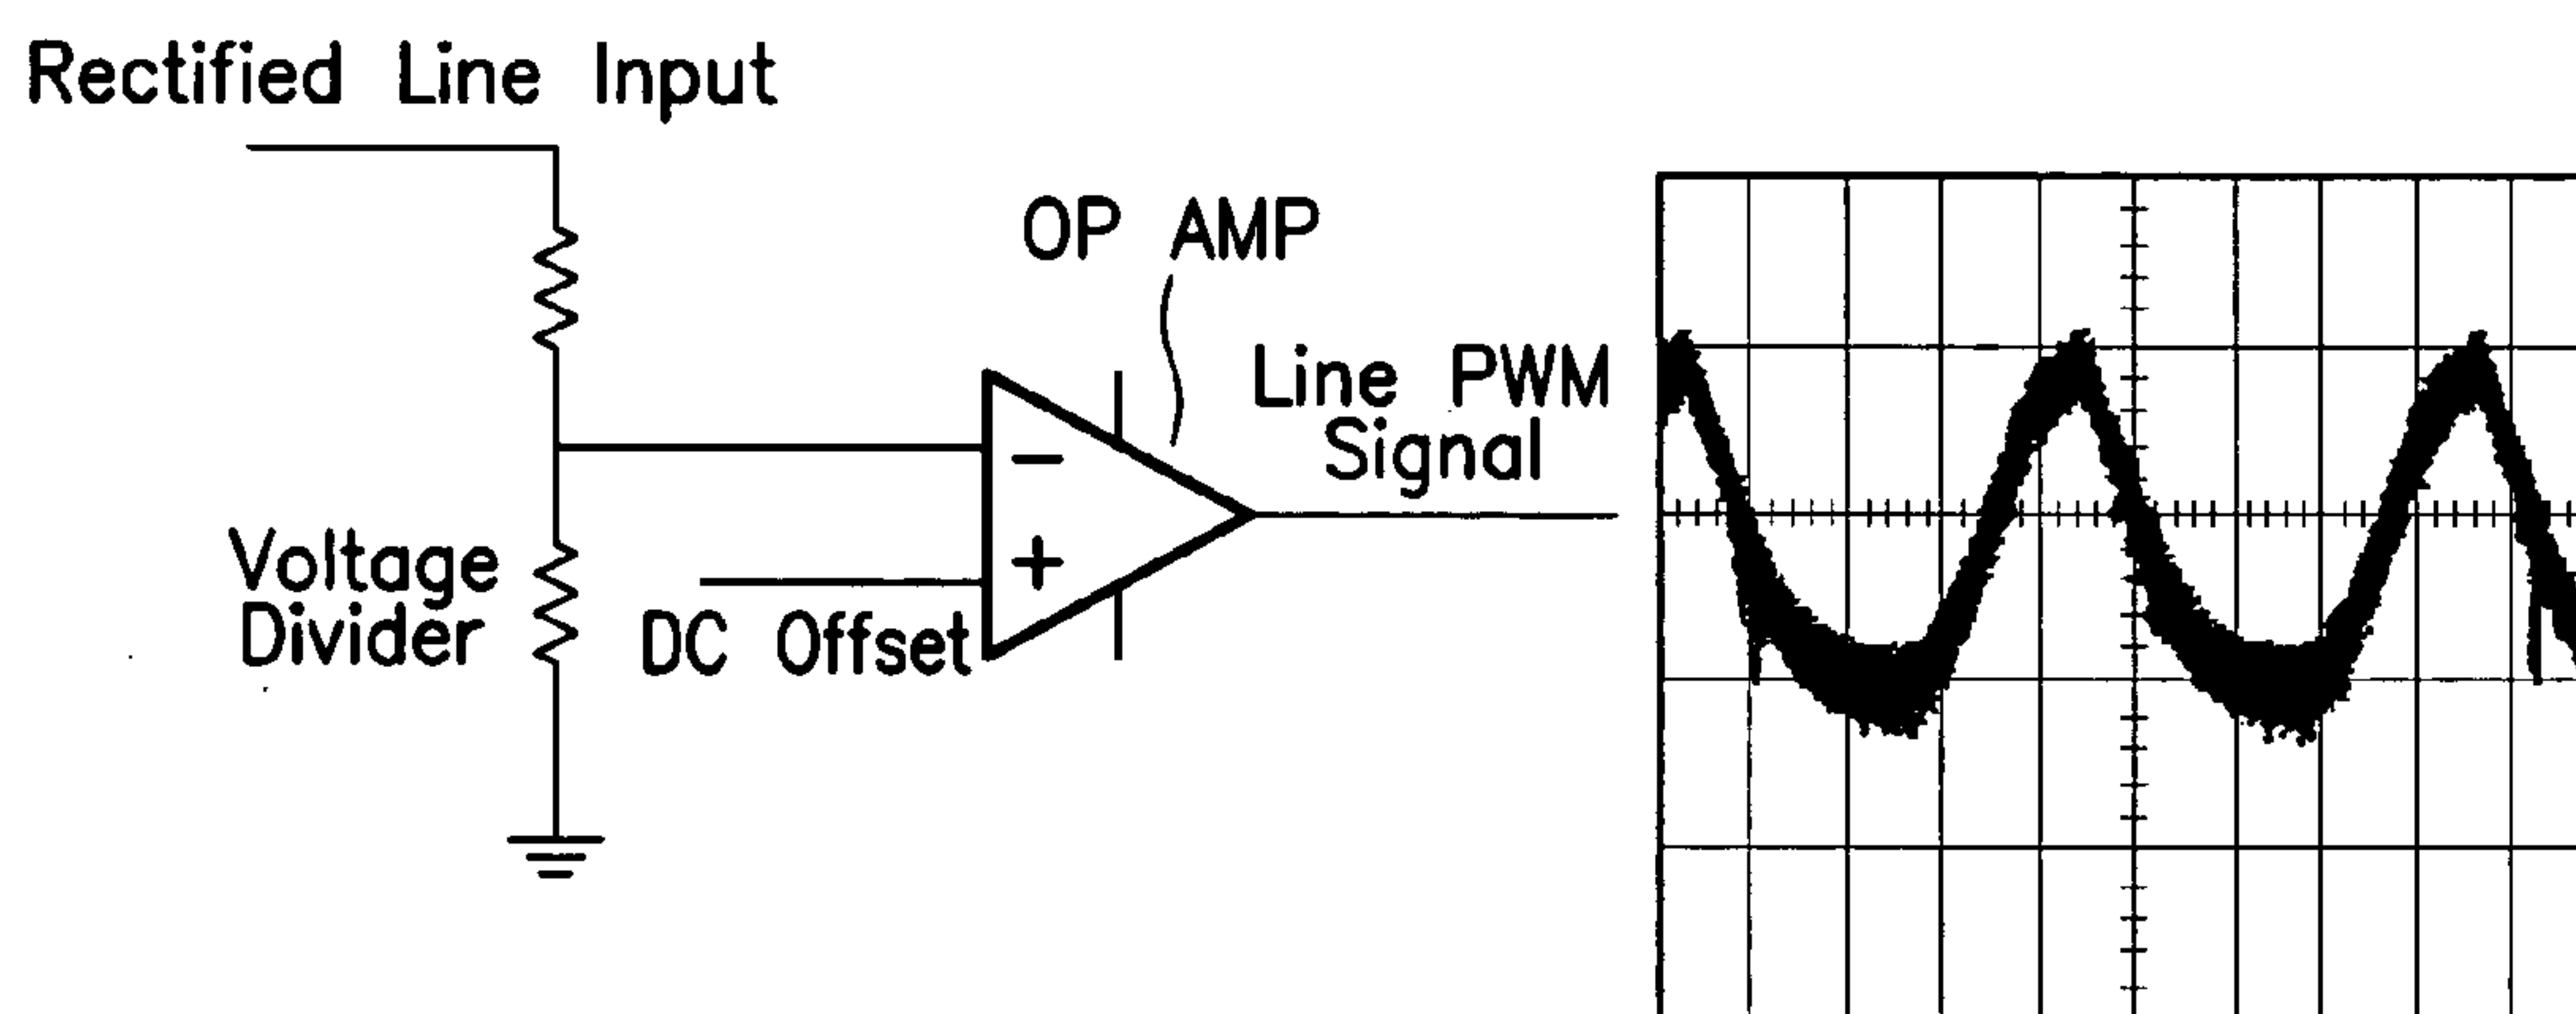 Rectified Line Input
OP AMP
Line PWM
Signal
−
+
Voltage
Divider
DC Offset